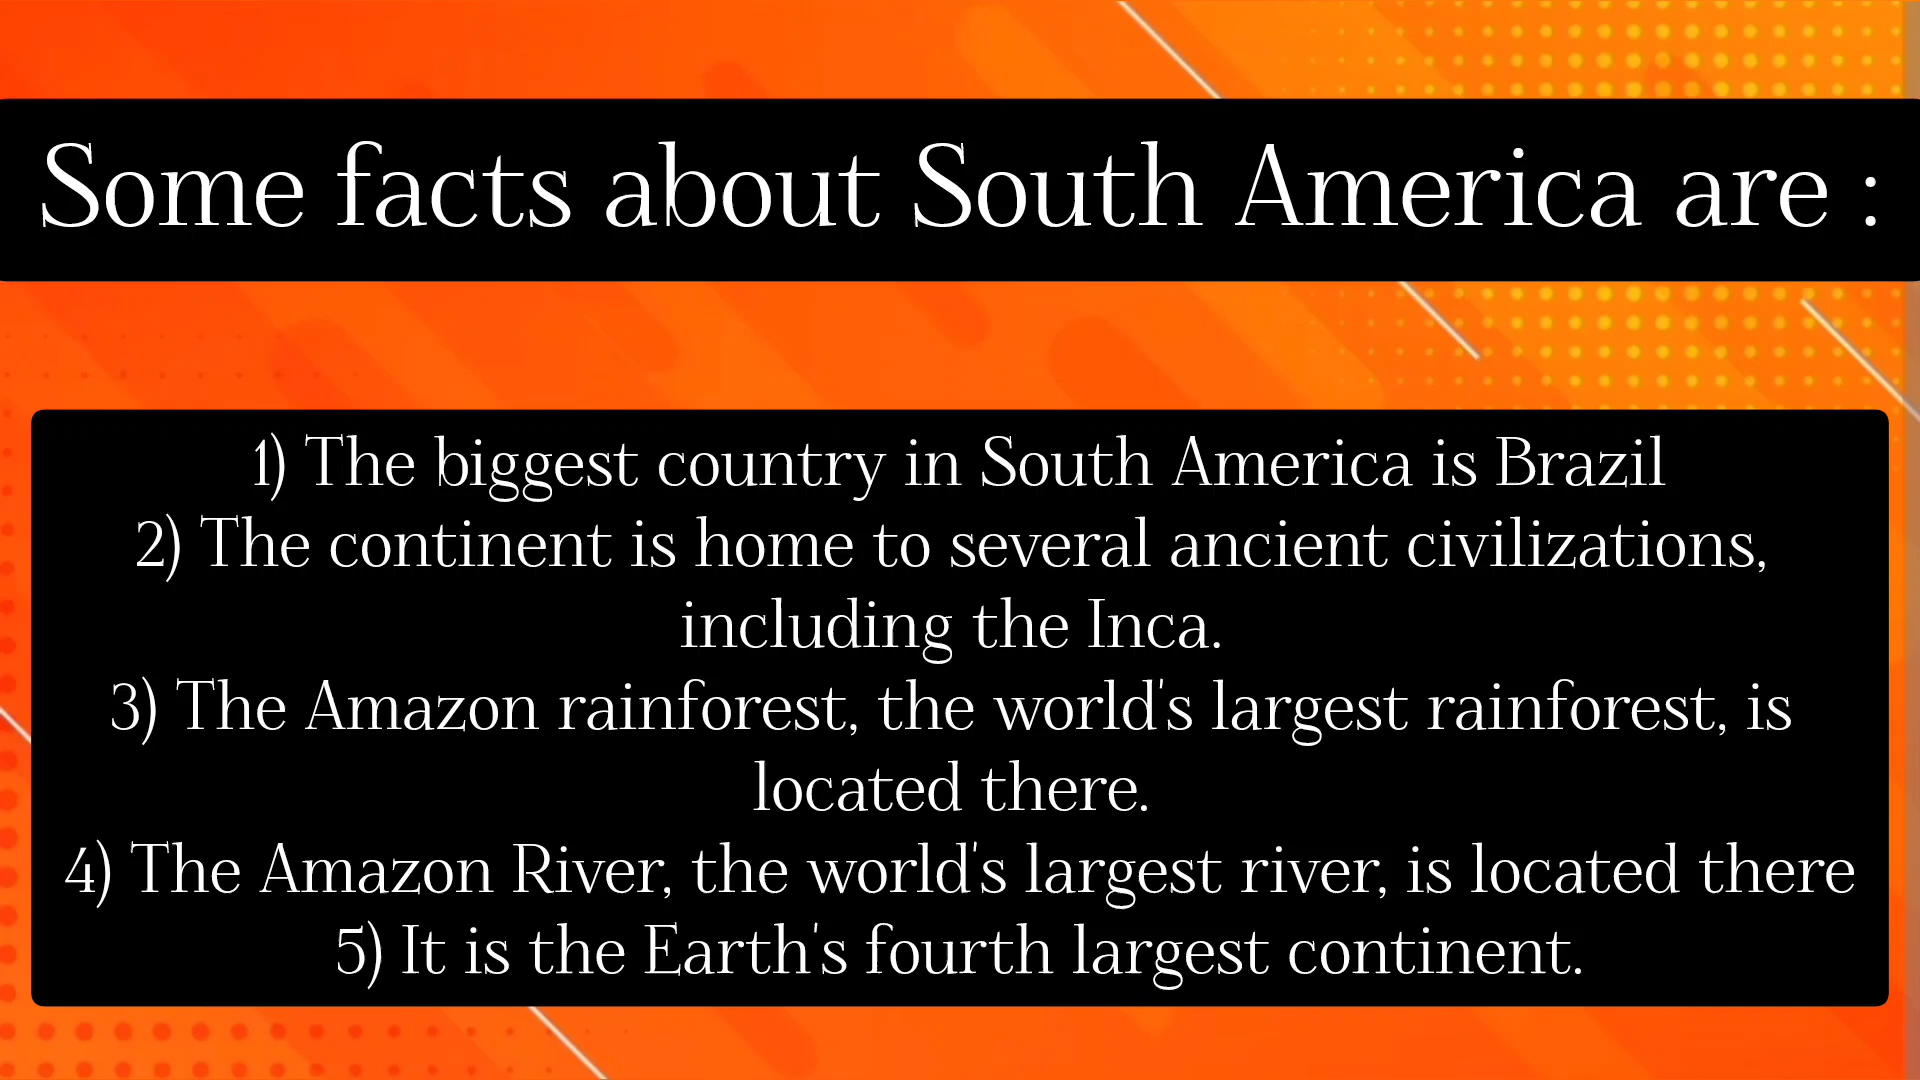 Some facts about South America are :
1) The biggest country in South America is Brazil
2) The continent is home to several ancient civilizations,
including the Inca.
3) The Amazon rainforest, the world's largest rainforest, is
located there.
4) The Amazon River, the world's largest river, is located there
5) It is the Earth's fourth largest continent.